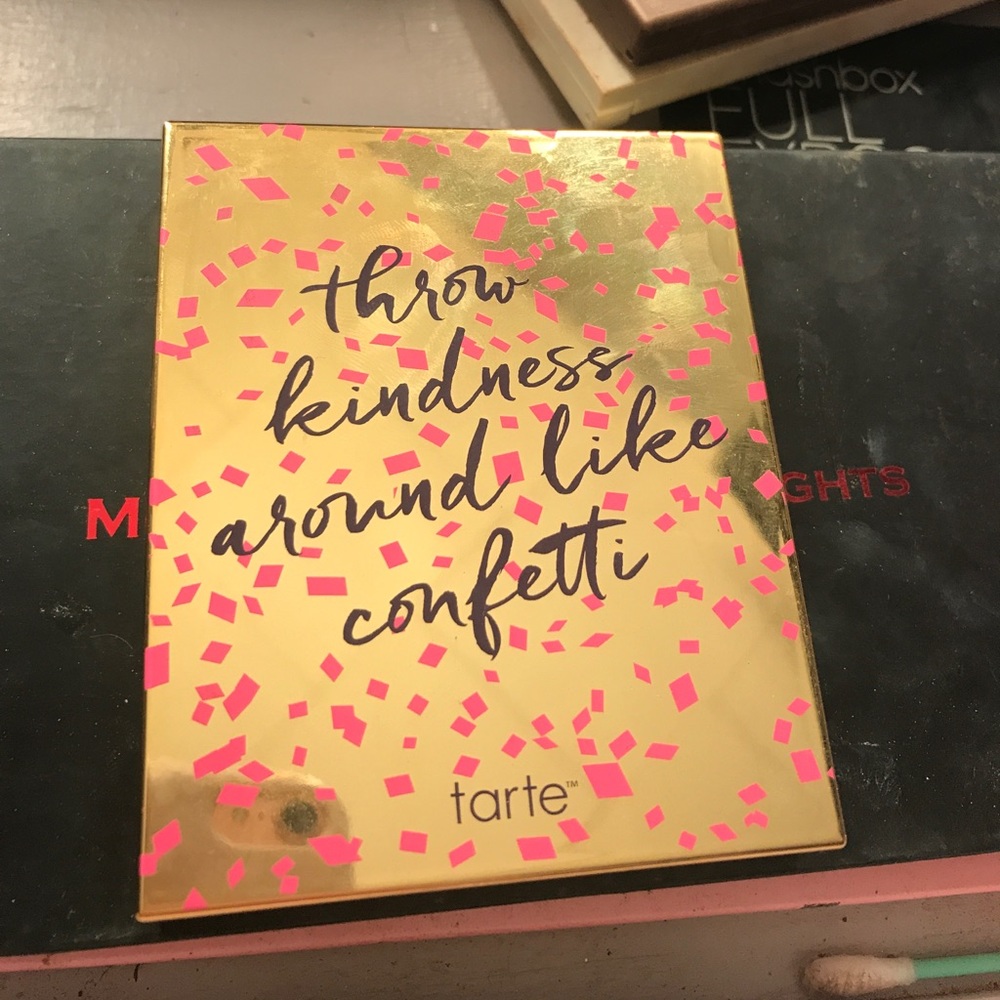 FULL
throw
kindness
around like
confetti
M GHTS
tarte™